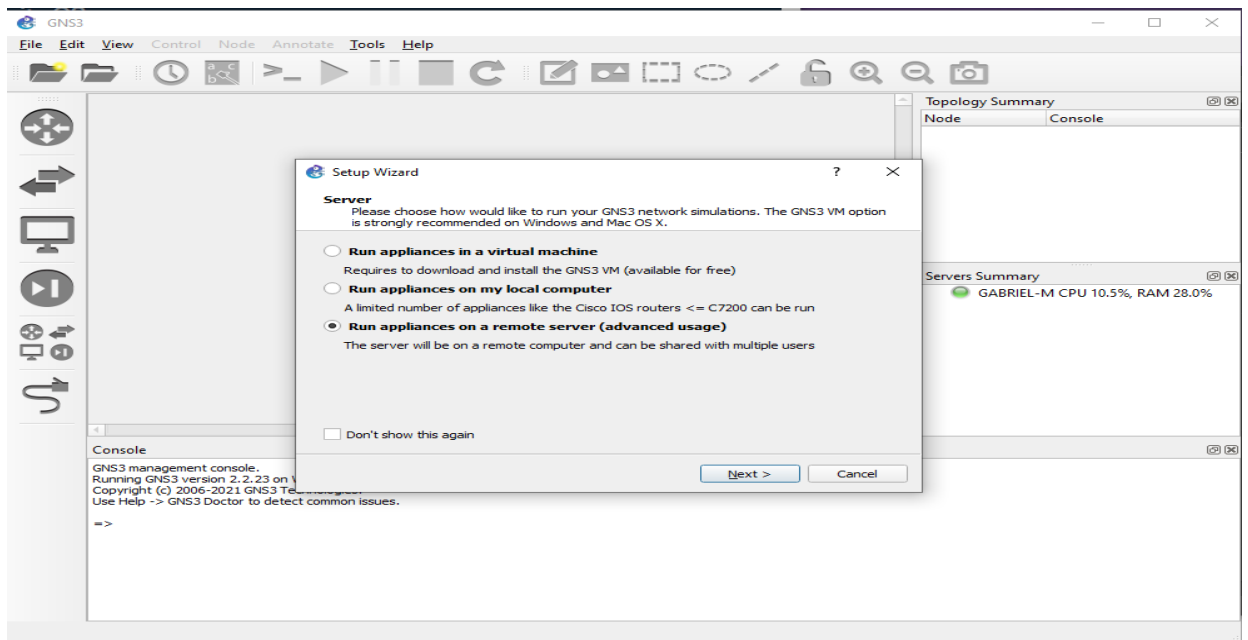 GNS3
File Edit View Control Node Annotate Tools Help
Topology Summary
Node Console
Setup Wizard ?
Server
Please choose how would like to run your GNS3 network simulations. The GNS3 VM option
is strongly recommended on Windows and Mac OS X.
Run appliances in a virtual machine
Requires to download and install the GNS3 VM (available for free)
Run appliances on my local computer
A limited number of appliances like the Cisco IOS routers <= C7200 can be run
Run appliances on a remote server (advanced usage)
The server will be on a remote computer and can be shared with multiple users
Don't show this again
Next > Cancel
Servers Summary
GABRIEL-M CPU 10.5%, RAM 28.0%
Console
GNS3 management console.
Running GNS3 version 2.2.23 on
Copyright (c) 2006-2021 GNS3
Use Help -> GNS3 Doctor to detect common issues.
=>